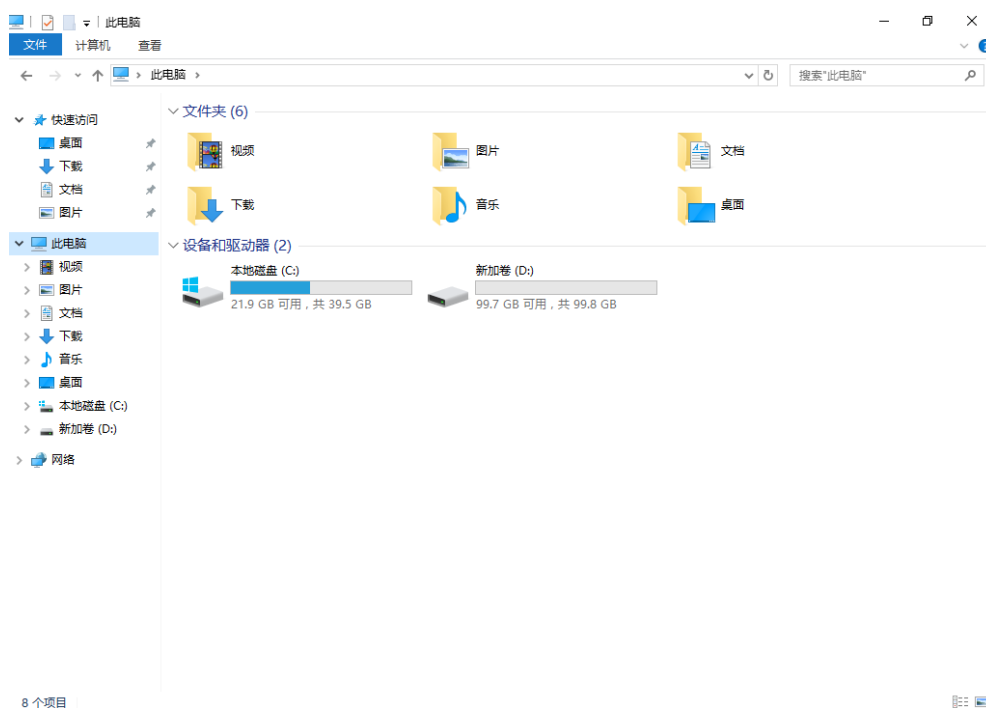 此电脑
文件 计算机 查看
此电脑
搜索"此电脑"
快速访问
桌面
下载
文档
图片
此电脑
视频
图片
文档
下载
音乐
桌面
本地磁盘 (C:)
新加卷 (D:)
网络
文件夹 (6)
视频 图片 文档
下载 音乐 桌面
设备和驱动器 (2)
本地磁盘 (C:)
21.9 GB 可用，共 39.5 GB
新加卷 (D:)
99.7 GB 可用，共 99.8 GB
8 个项目